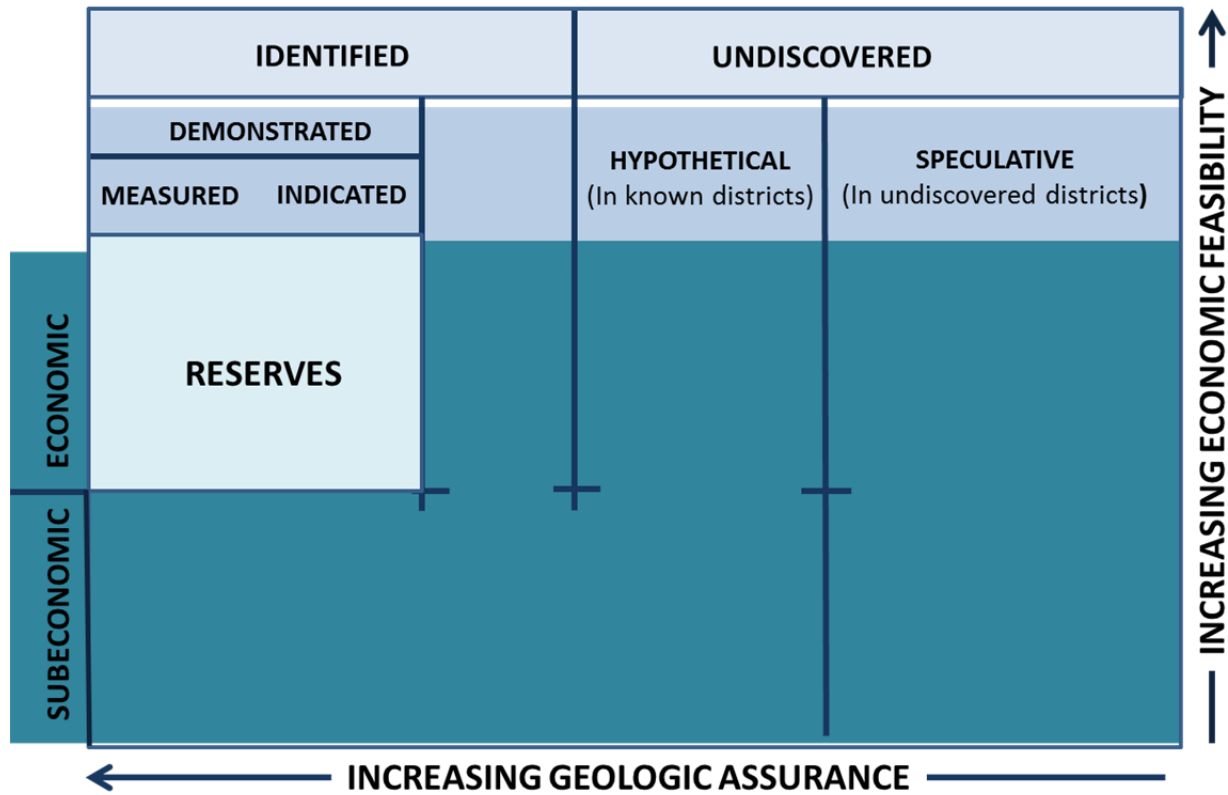 IDENTIFIED
UNDISCOVERED
DEMONSTRATED
MEASURED
INDICATED
HYPOTHETICAL
(In known districts)
SPECULATIVE
(In undiscovered districts)
RESERVES
ECONOMIC
SUBECONOMIC
INCREASING ECONOMIC FEASIBILITY
INCREASING GEOLOGIC ASSURANCE